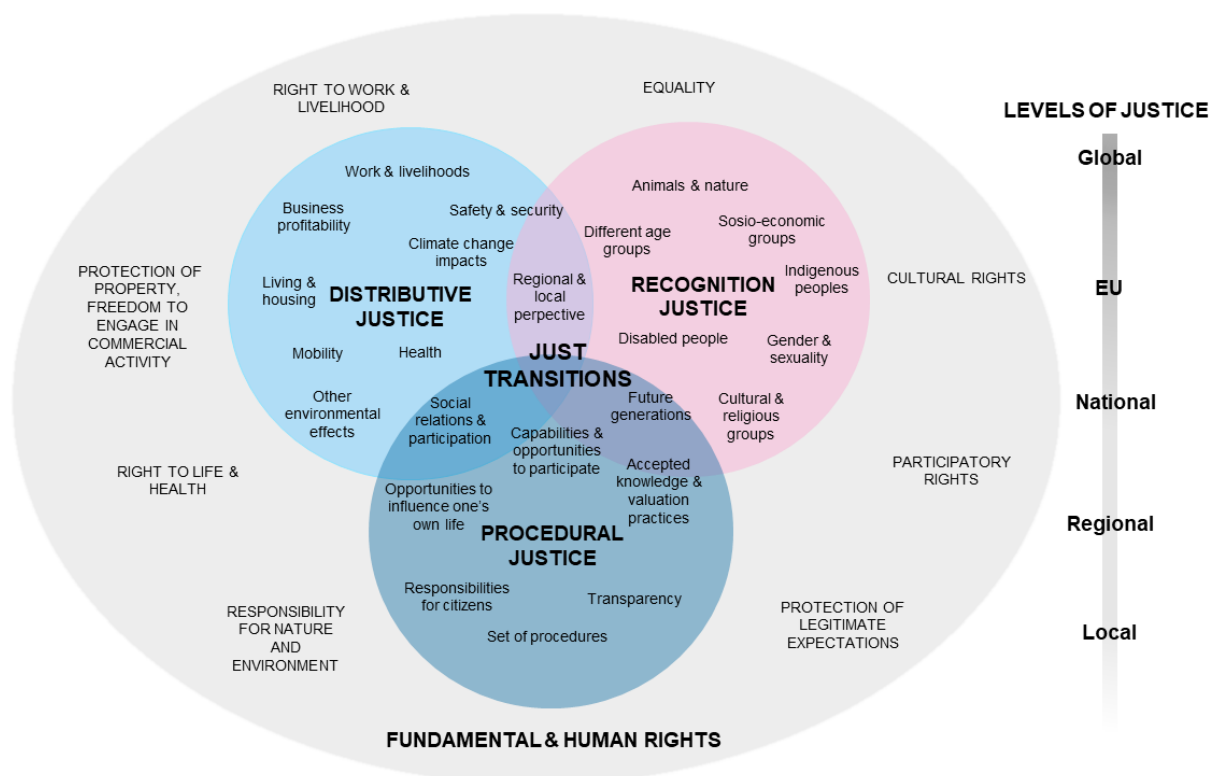 RIGHT TO WORK &
LIVELIHOOD
EQUALITY
LEVELS OF JUSTICE
Global
EU
National
Regional
Local
Work & livelihoods
Business
profitability
Safety & security
Climate change
impacts
Living &
housing
DISTRIBUTIVE
JUSTICE
Mobility
Health
Other
environmental
effects
Social
relations &
participation
Regional &
local
perpective
Animals & nature
Different age
groups
Sosio-economic
groups
Indigenous
peoples
RECOGNITION
JUSTICE
Disabled people
Gender &
sexuality
Future
generations
Cultural &
religious
groups
JUST
TRANSITIONS
Capabilities &
opportunities
to participate
Accepted
knowledge &
valuation
practices
Opportunities to
influence one's
own life
PROCEDURAL
JUSTICE
Responsibilities
for citizens
Transparency
Set of procedures
PROTECTION OF
PROPERTY,
FREEDOM TO
ENGAGE IN
COMMERCIAL
ACTIVITY
CULTURAL RIGHTS
RIGHT TO LIFE &
HEALTH
PARTICIPATORY
RIGHTS
RESPONSIBILITY
FOR NATURE
AND
ENVIRONMENT
PROTECTION OF
LEGITIMATE
EXPECTATIONS
FUNDAMENTAL & HUMAN RIGHTS